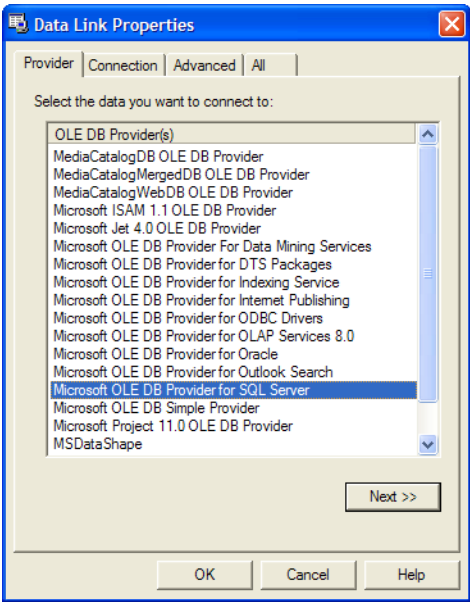 Data Link Properties
Provider Connection Advanced All
Select the data you want to connect to:
OLE DB Provider(s)
MediaCatalogDB OLE DB Provider
MediaCatalogMergedDB OLE DB Provider
MediaCatalogWebDB OLE DB Provider
Microsoft ISAM 1.1 OLE DB Provider
Microsoft Jet 4.0 OLE DB Provider
Microsoft OLE DB Provider For Data Mining Services
Microsoft OLE DB Provider for DTS Packages
Microsoft OLE DB Provider for Indexing Service
Microsoft OLE DB Provider for Internet Publishing
Microsoft OLE DB Provider for ODBC Drivers
Microsoft OLE DB Provider for OLAP Services 8.0
Microsoft OLE DB Provider for Oracle
Microsoft OLE DB Provider for Outlook Search
Microsoft OLE DB Provider for SQL Server
Microsoft OLE DB Simple Provider
Microsoft Project 11.0 OLE DB Provider
MSDataShape
Next >>
OK Cancel Help